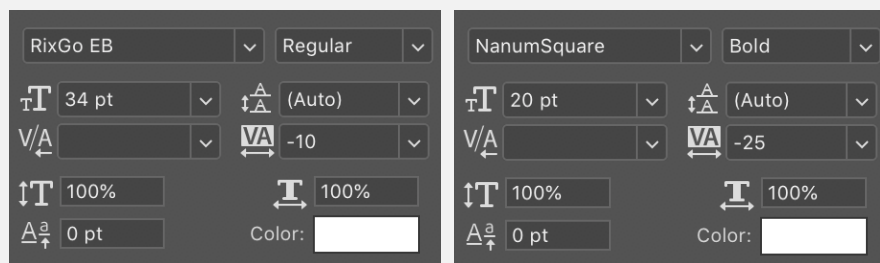 RixGo EB Regular
34 pt (Auto)
-10
100% 100%
0 pt Color:
NanumSquare Bold
20 pt (Auto)
-25
100% 100%
0 pt Color: